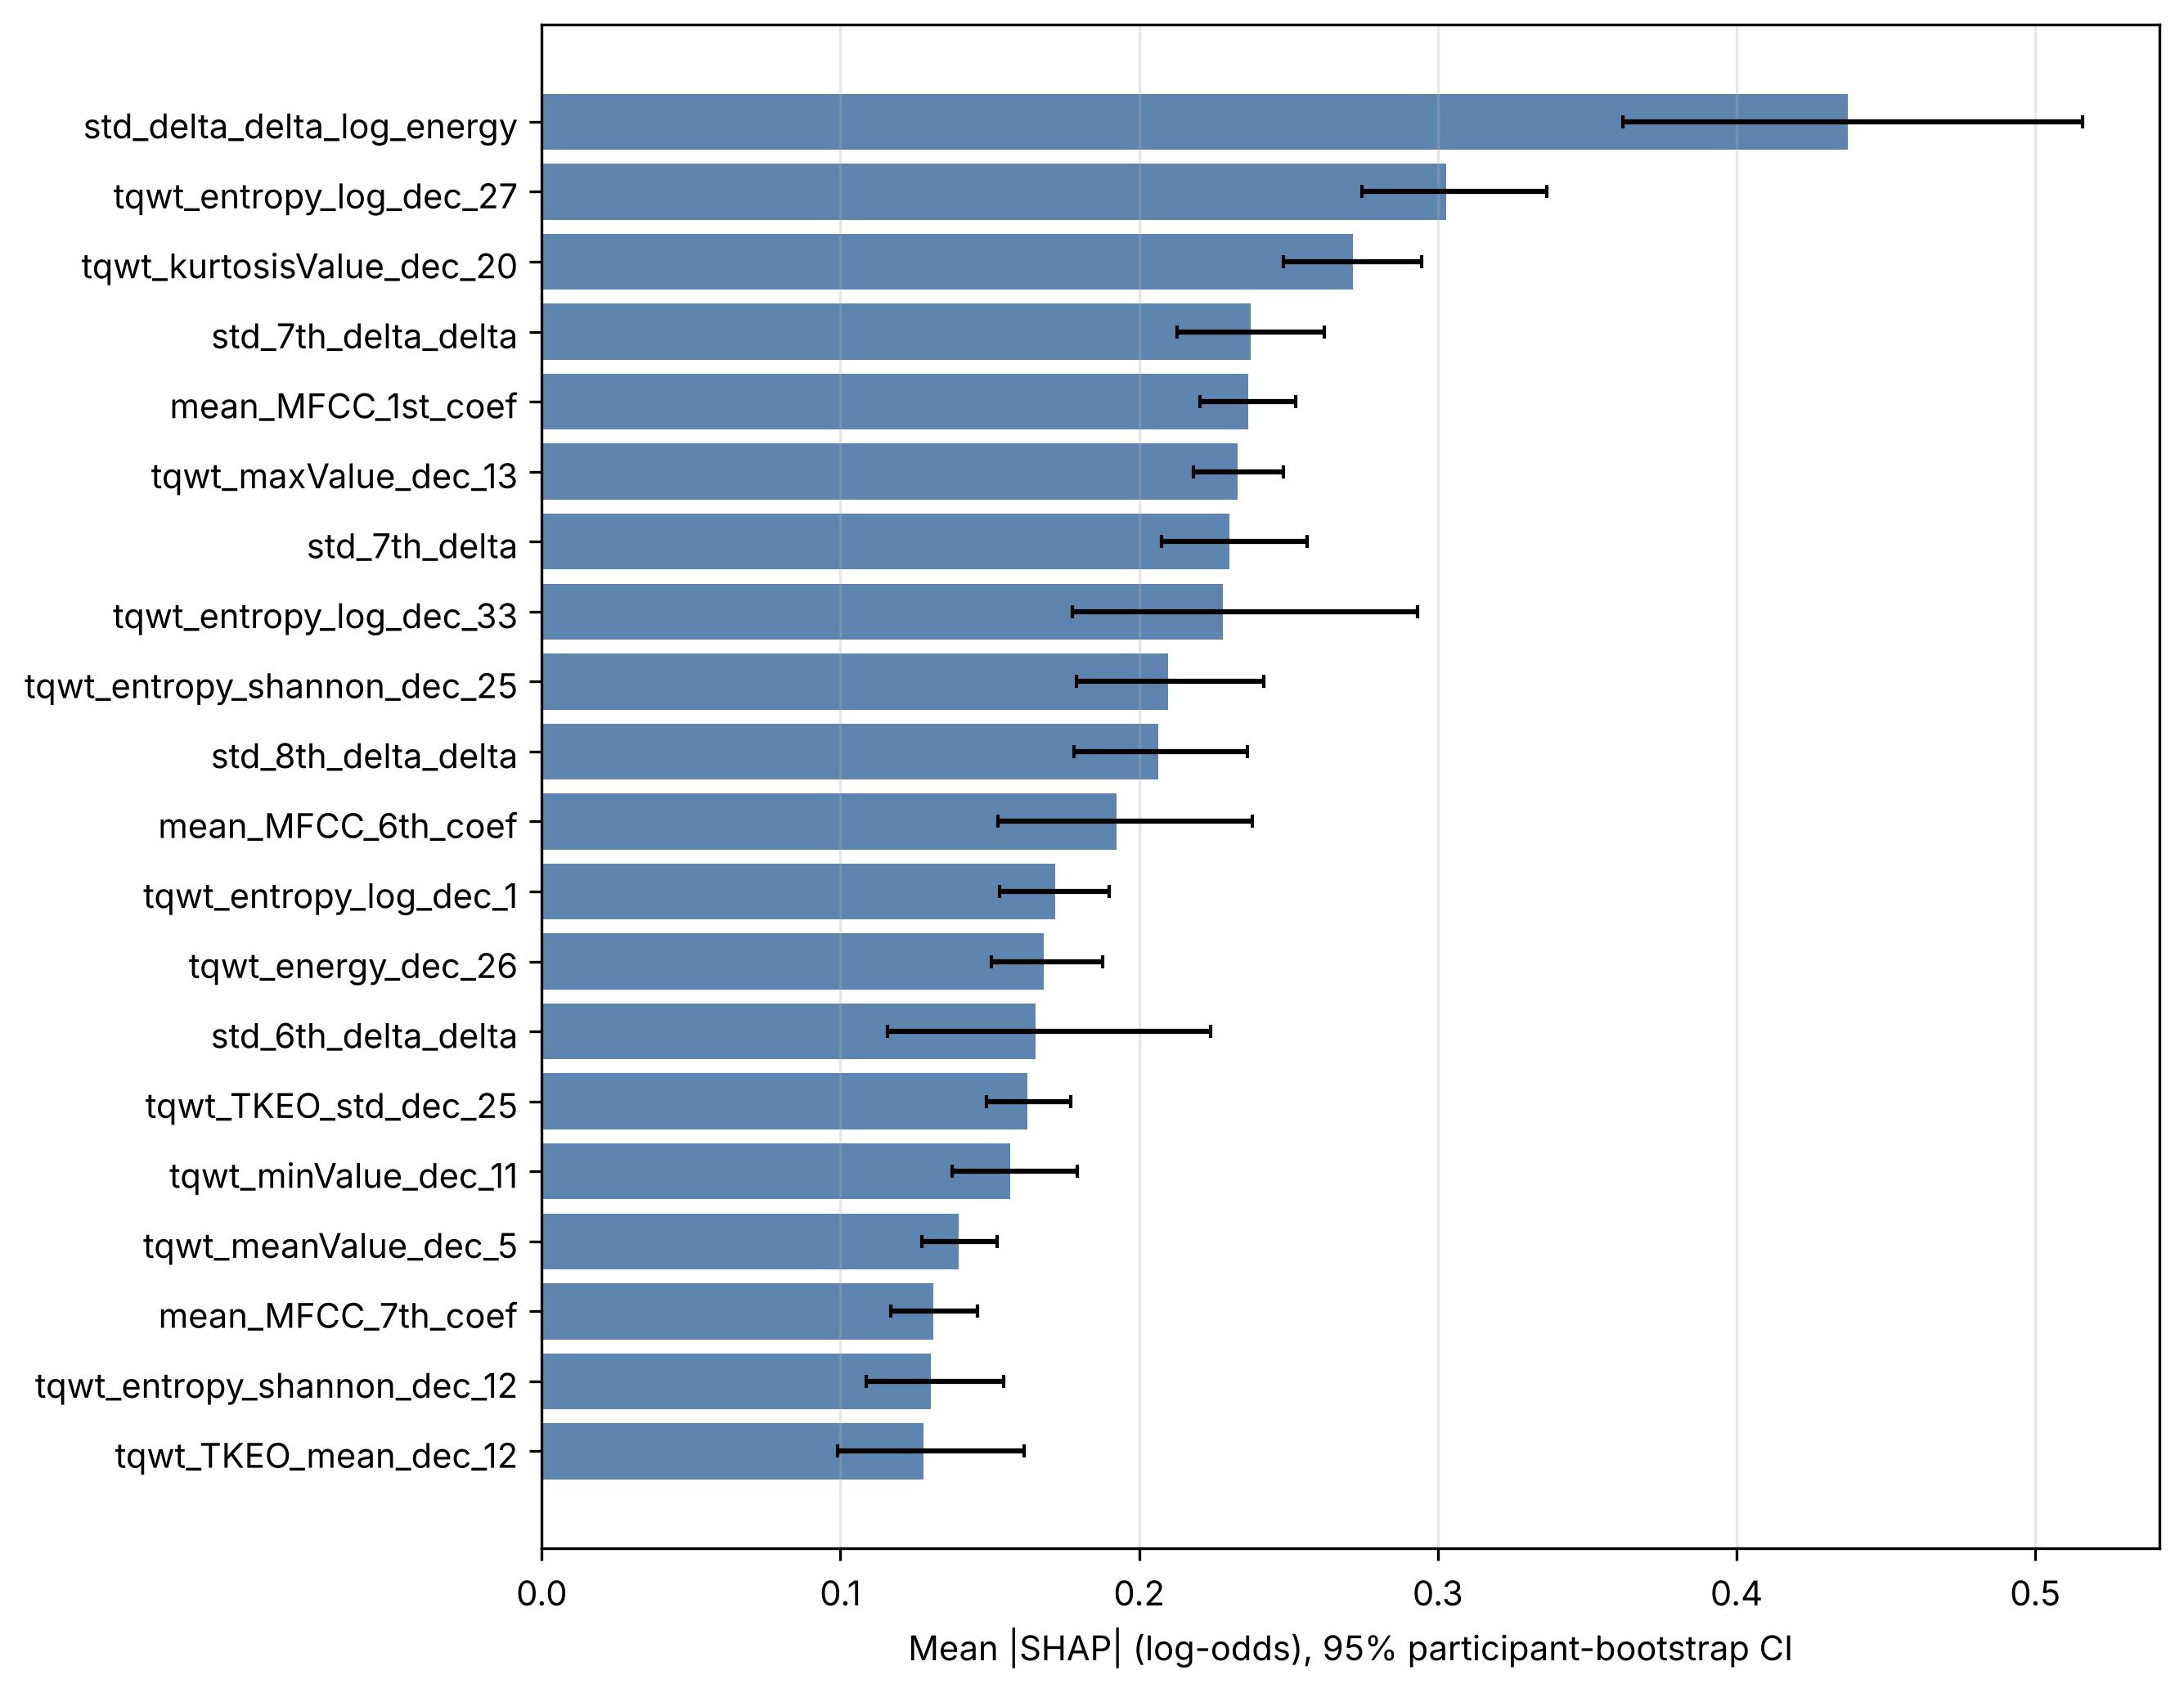 std_delta_delta_log_energy
tqwt_entropy_log_dec_27
tqwt_kurtosisValue_dec_20
std_7th_delta_delta
mean_MFCC_1st_coef
tqwt_maxValue_dec_13
std_7th_delta
tqwt_entropy_log_dec_33
tqwt_entropy_shannon_dec_25
std_8th_delta_delta
mean_MFCC_6th_coef
tqwt_entropy_log_dec_1
tqwt_energy_dec_26
std_6th_delta_delta
tqwt_TKEO_std_dec_25
tqwt_minValue_dec_11
tqwt_meanValue_dec_5
mean_MFCC_7th_coef
tqwt_entropy_shannon_dec_12
tqwt_TKEO_mean_dec_12
0.0 0.1 0.2 0.3 0.4 0.5
Mean |SHAP| (log-odds), 95% participant-bootstrap CI